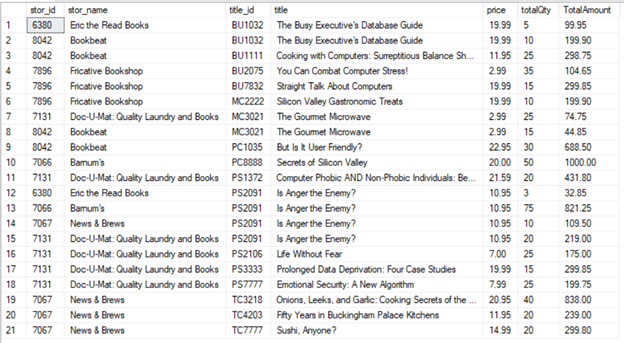 stor_id stor_name title_id title price totalQty TotalAmount
1 6380 Eric the Read Books BU1032 The Busy Executive's Database Guide 19.99 5 99.95
2 8042 Bookbeat BU1032 The Busy Executive's Database Guide 19.99 10 199.90
3 8042 Bookbeat BU1111 Cooking with Computers: Surreptitious Balance Sh... 11.95 25 298.75
4 7896 Fricative Bookshop BU2075 You Can Combat Computer Stress! 2.99 35 104.65
5 7896 Fricative Bookshop BU7832 Straight Talk About Computers 19.99 15 299.85
6 7896 Fricative Bookshop MC2222 Silicon Valley Gastronomic Treats 19.99 10 199.90
7 7131 Doc-U-Mat: Quality Laundry and Books MC3021 The Gourmet Microwave 2.99 25 74.75
8 8042 Bookbeat MC3021 The Gourmet Microwave 2.99 15 44.85
9 8042 Bookbeat PC1035 But Is It User Friendly? 22.95 30 688.50
10 7066 Barnum's PC8888 Secrets of Silicon Valley 20.00 50 1000.00
11 7131 Doc-U-Mat: Quality Laundry and Books PS1372 Computer Phobic AND Non-Phobic Individuals: Be... 21.59 20 431.80
12 6380 Eric the Read Books PS2091 Is Anger the Enemy? 10.95 3 32.85
13 7066 Barnum's PS2091 Is Anger the Enemy? 10.95 75 821.25
14 7067 News & Brews PS2091 Is Anger the Enemy? 10.95 10 109.50
15 7131 Doc-U-Mat: Quality Laundry and Books PS2091 Is Anger the Enemy? 10.95 20 219.00
16 7131 Doc-U-Mat: Quality Laundry and Books PS2106 Life Without Fear 7.00 25 175.00
17 7131 Doc-U-Mat: Quality Laundry and Books PS3333 Prolonged Data Deprivation: Four Case Studies 19.99 15 299.85
18 7131 Doc-U-Mat: Quality Laundry and Books PS7777 Emotional Security: A New Algorithm 7.99 25 199.75
19 7067 News & Brews TC3218 Onions, Leeks, and Garlic: Cooking Secrets of the ... 20.95 40 838.00
20 7067 News & Brews TC4203 Fifty Years in Buckingham Palace Kitchens 11.95 20 239.00
21 7067 News & Brews TC7777 Sushi, Anyone? 14.99 20 299.80